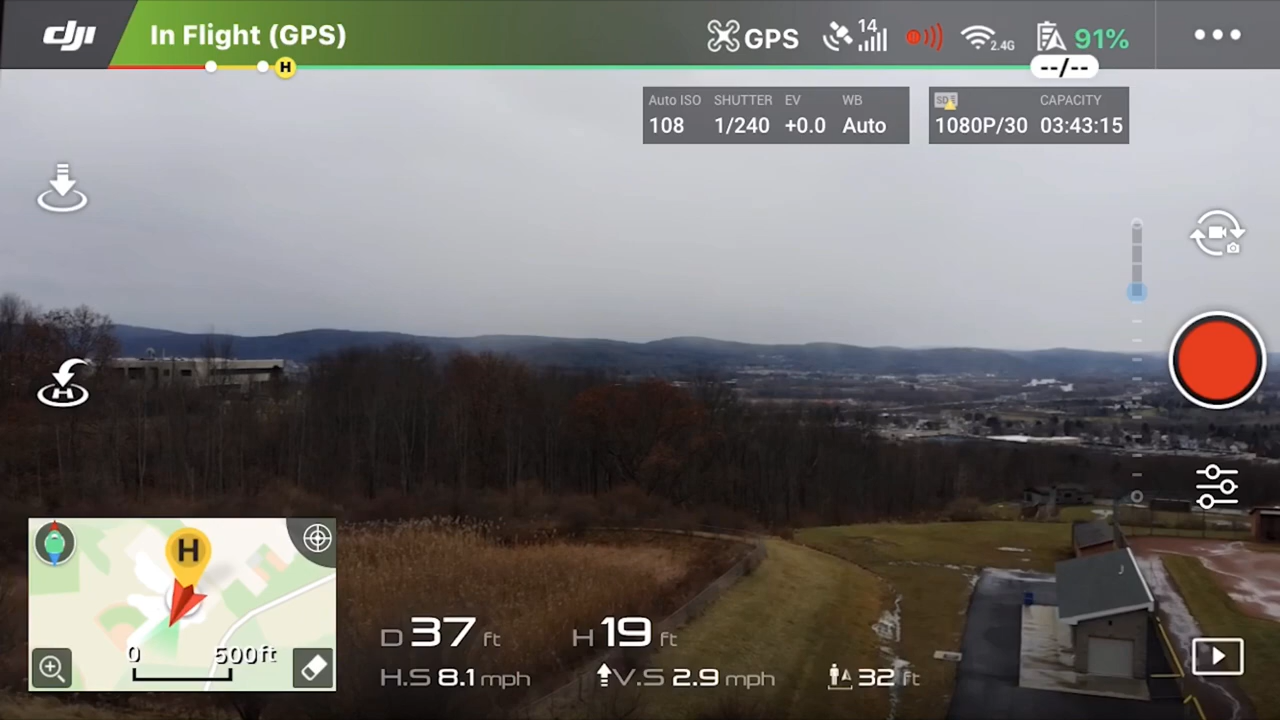 dji In Flight (GPS) GPS 14 2.4G 91%
H --/--
Auto ISO SHUTTER EV WB SD CAPACITY
108 1/240 +0.0 Auto 1080P/30 03:43:15
H
H
0 500ft
D 37 ft H 19 ft
H.S 8.1 mph V.S 2.9 mph 32 ft